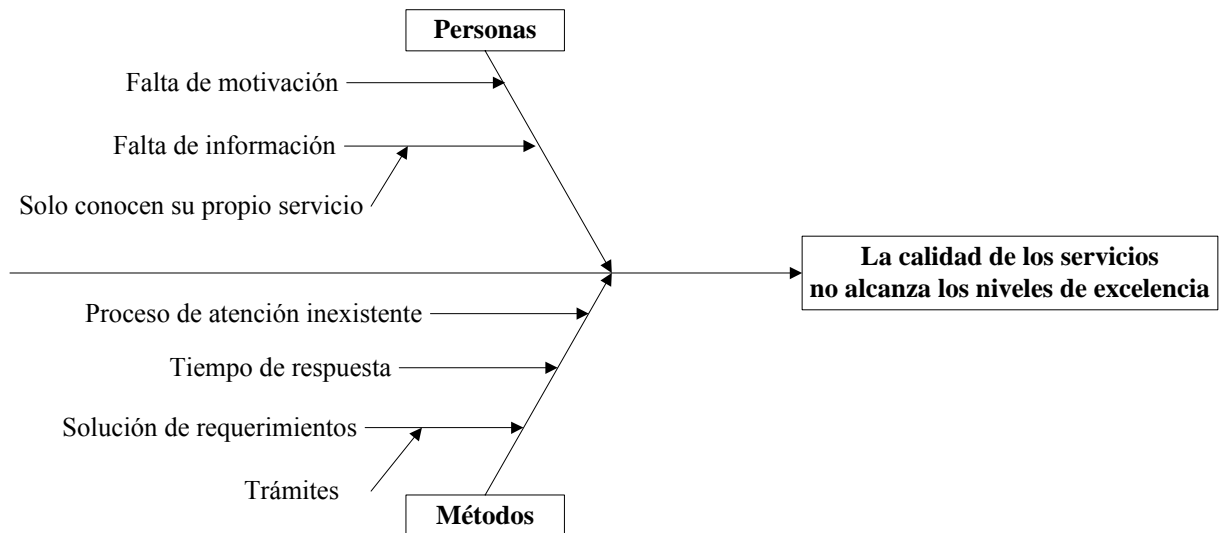 Personas
Falta de motivación
Falta de información
Solo conocen su propio servicio
La calidad de los servicios
no alcanza los niveles de excelencia
Proceso de atención inexistente
Tiempo de respuesta
Solución de requerimientos
Trámites
Métodos